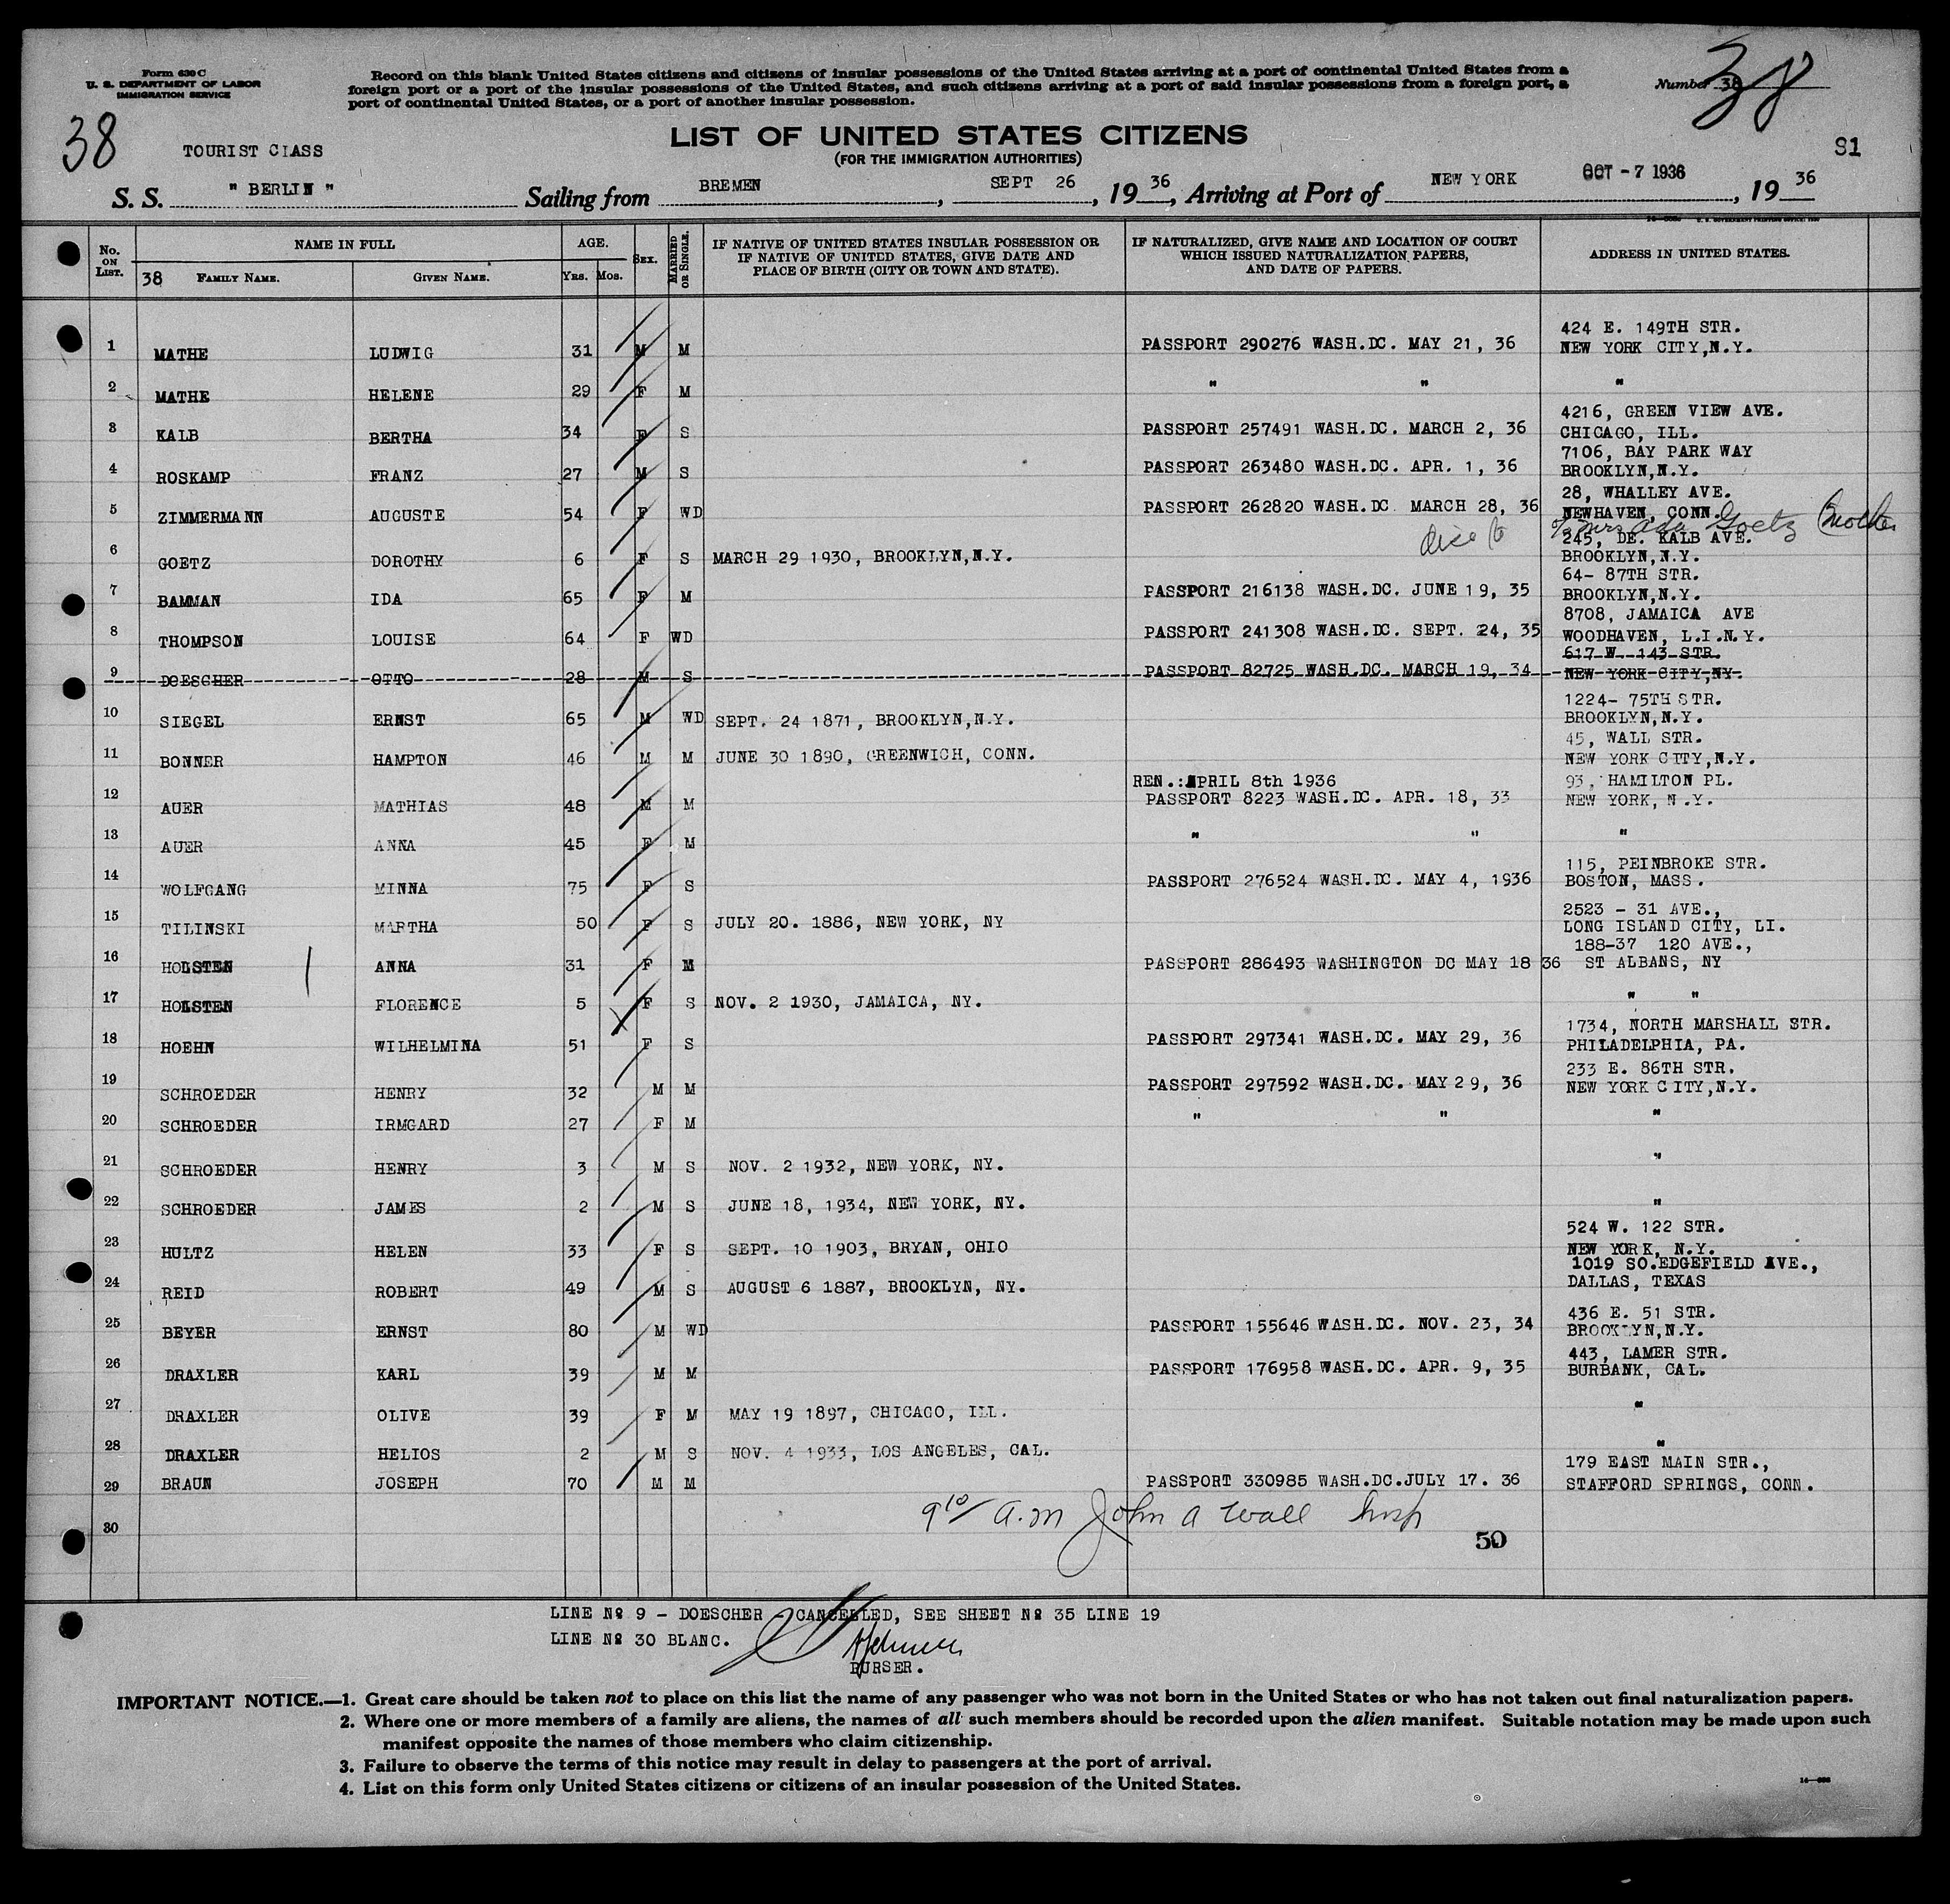 Form 630 C
U. S. DEPARTMENT OF LABOR
IMMIGRATION SERVICE
Record on this blank United States citizens and citizens of insular possessions of the United States arriving at a port of continental United States from a
foreign port or a port of the insular possessions of the United States, and such citizens arriving at a port of said insular possessions from a foreign port, a
port of continental United States, or a port of another insular possession.
Number 38
38
38
LIST OF UNITED STATES CITIZENS
(FOR THE IMMIGRATION AUTHORITIES)
TOURIST CLASS
S1
S. S. " BERLIN " Sailing from BREMEN, SEPT 26, 1936, Arriving at Port of NEW YORK OCT - 7 1936, 1936
No. ON LIST. NAME IN FULL AGE. SEX. MARRIED OR SINGLE. IF NATIVE OF UNITED STATES INSULAR POSSESSION OR IF NATIVE OF UNITED STATES, GIVE DATE AND PLACE OF BIRTH (CITY OR TOWN AND STATE). IF NATURALIZED, GIVE NAME AND LOCATION OF COURT WHICH ISSUED NATURALIZATION PAPERS, AND DATE OF PAPERS. ADDRESS IN UNITED STATES.
38 FAMILY NAME. GIVEN NAME. YRS. MOS.
1 MATHE LUDWIG 31 M M PASSPORT 290276 WASH.DC. MAY 21, 36 424 E. 149TH STR. NEW YORK CITY,N.Y.
2 MATHE HELENE 29 F M " " "
3 KALB BERTHA 34 F S PASSPORT 257491 WASH.DC. MARCH 2, 36 4216, GREEN VIEW AVE. CHICAGO, ILL.
4 ROSKAMP FRANZ 27 M S PASSPORT 263480 WASH.DC. APR. 1, 36 7106, BAY PARK WAY BROOKLYN,N.Y.
5 ZIMMERMANN AUGUSTE 54 F WD PASSPORT 262820 WASH.DC MARCH 28, 36 28, WHALLEY AVE. NEWHAVEN, CONN.
Goetz (Mother
6 GOETZ DOROTHY 6 F S MARCH 29 1930, BROOKLYN,N.Y. 245, DE. KALB AVE. BROOKLYN,N.Y.
7 BAMMAN IDA 65 F M PASSPORT 216138 WASH.DC. JUNE 19, 35 64- 87TH STR. BROOKLYN,N.Y.
8 THOMPSON LOUISE 64 F WD PASSPORT 241308 WASH.DC. SEPT. 24, 35 8708, JAMAICA AVE WOODHAVEN, L.I.N.Y.
9 DOESCHER OTTO 28 M S PASSPORT 82725 WASH.DC. MARCH 19, 34 617 W. 143 STR. NEW YORK CITY,NY.
10 SIEGEL ERNST 65 M WD SEPT. 24 1871, BROOKLYN,N.Y. 1224- 75TH STR. BROOKLYN,N.Y.
11 BONNER HAMPTON 46 M M JUNE 30 1890, GREENWICH, CONN. 45, WALL STR. NEW YORK CITY,N.Y.
12 AUER MATHIAS 48 M M REN.:APRIL 8th 1936 PASSPORT 8223 WASH.DC. APR. 18, 33 93, HAMILTON PL. NEW YORK, N.Y.
13 AUER ANNA 45 F M " " "
14 WOLFGANG MINNA 75 F S PASSPORT 276524 WASH.DC. MAY 4, 1936 115, PEINBROKE STR. BOSTON, MASS.
15 TILINSKI MARTHA 50 F S JULY 20. 1886, NEW YORK, NY 2523 - 31 AVE., LONG ISLAND CITY, LI.
16 HOLSTEN ANNA 31 F M PASSPORT 286493 WASHINGTON DC MAY 18 36 188-37 120 AVE., ST ALBANS, NY
17 HOLSTEN FLORENCE 5 F S NOV. 2 1930, JAMAICA, NY. " "
18 HOEHN WILHELMINA 51 F S PASSPORT 297341 WASH.DC. MAY 29, 36 1734, NORTH MARSHALL STR. PHILADELPHIA, PA.
19 SCHROEDER HENRY 32 M M PASSPORT 297592 WASH.DC. MAY 29, 36 233 E. 86TH STR. NEW YORK CITY,N.Y.
20 SCHROEDER IRMGARD 27 F M " " "
21 SCHROEDER HENRY 3 M S NOV. 2 1932, NEW YORK, NY. "
22 SCHROEDER JAMES 2 M S JUNE 18, 1934, NEW YORK, NY. "
23 HULTZ HELEN 33 F S SEPT. 10 1903, BRYAN, OHIO 524 W. 122 STR. NEW YORK, N.Y.
24 REID ROBERT 49 M S AUGUST 6 1887, BROOKLYN, NY. 1019 SO.EDGEFIELD AVE., DALLAS, TEXAS
25 BEYER ERNST 80 M WD PASSPORT 155646 WASH.DC. NOV. 23, 34 436 E. 51 STR. BROOKLYN,N.Y.
26 DRAXLER KARL 39 M M PASSPORT 176958 WASH.DC. APR. 9, 35 443, LAMER STR. BURBANK, CAL.
27 DRAXLER OLIVE 39 F M MAY 19 1897, CHICAGO, ILL. "
28 DRAXLER HELIOS 2 M S NOV. 4 1933, LOS ANGELES, CAL. "
29 BRAUN JOSEPH 70 M M PASSPORT 330985 WASH.DC.JULY 17. 36 179 EAST MAIN STR., STAFFORD SPRINGS, CONN.
9 10/ a.m John A Wall Insp
30
50
LINE Nº 9 - DOESCHER - CANCELLED, SEE SHEET Nº 35 LINE 19
LINE Nº 30 BLANC.
PURSER.
IMPORTANT NOTICE.—1. Great care should be taken not to place on this list the name of any passenger who was not born in the United States or who has not taken out final naturalization papers.
2. Where one or more members of a family are aliens, the names of all such members should be recorded upon the alien manifest. Suitable notation may be made upon such
manifest opposite the names of those members who claim citizenship.
3. Failure to observe the terms of this notice may result in delay to passengers at the port of arrival.
4. List on this form only United States citizens or citizens of an insular possession of the United States.